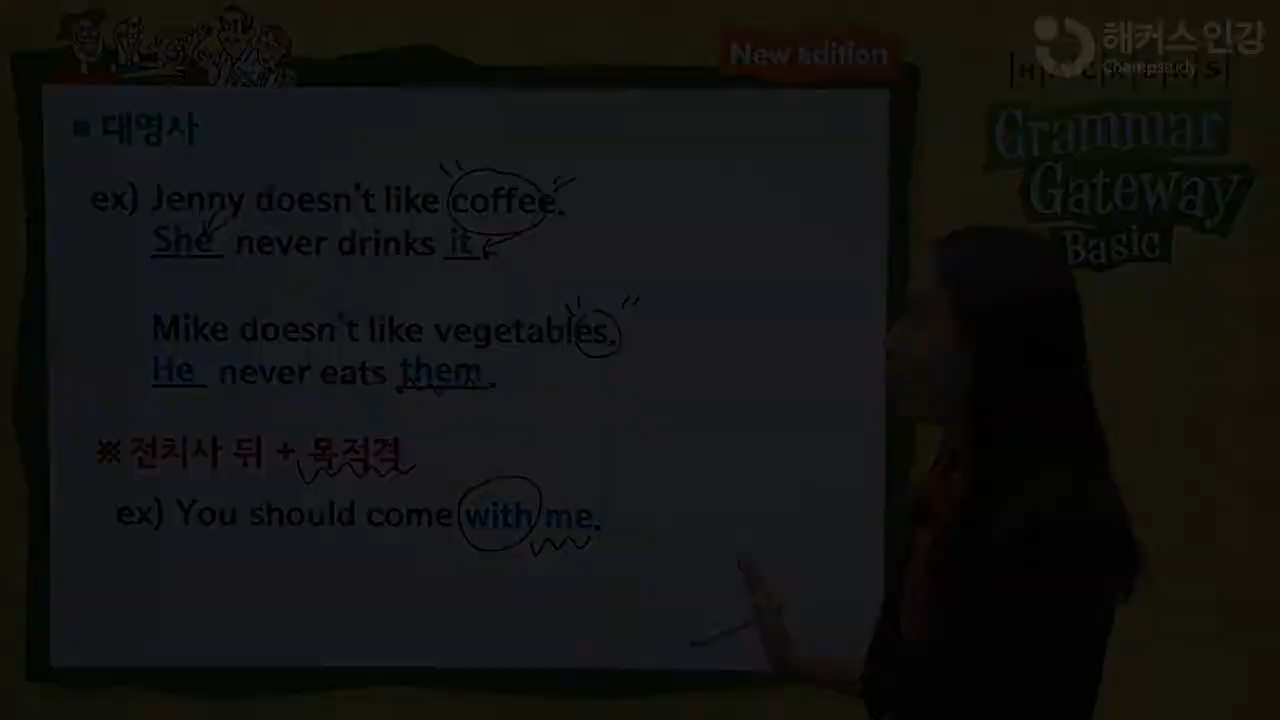 해커스 인강
Champstudy
New edition
Grammar
Gateway
Basic
■ 대명사
ex) Jenny doesn't like coffee.
She never drinks it.
Mike doesn't like vegetables.
He never eats them.
※ 전치사 뒤 + 목적격
ex) You should come with me.